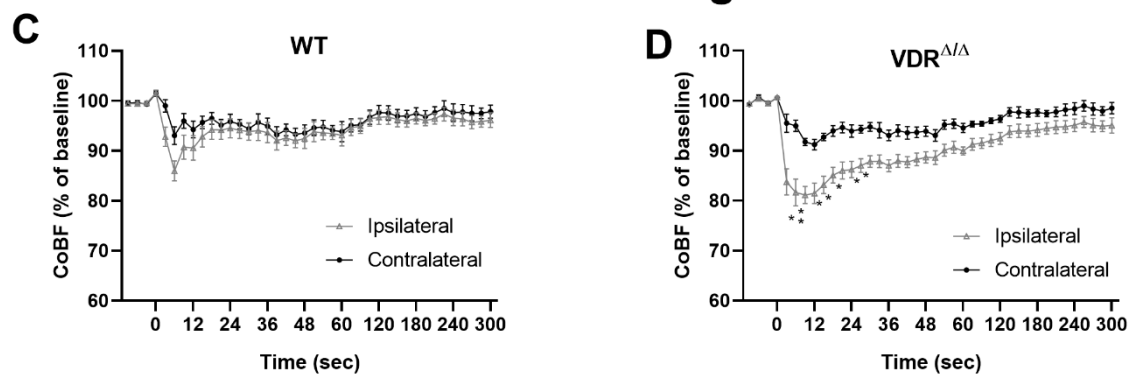 C
WT
110
100
90
80
70
60
CoBF (% of baseline)
Ipsilateral
Contralateral
0 12 24 36 48 60 120 180 240 300
Time (sec)
D
VDRΔ/Δ
110
100
90
80
70
60
CoBF (% of baseline)
* * * * * * * *
Ipsilateral
Contralateral
0 12 24 36 48 60 120 180 240 300
Time (sec)